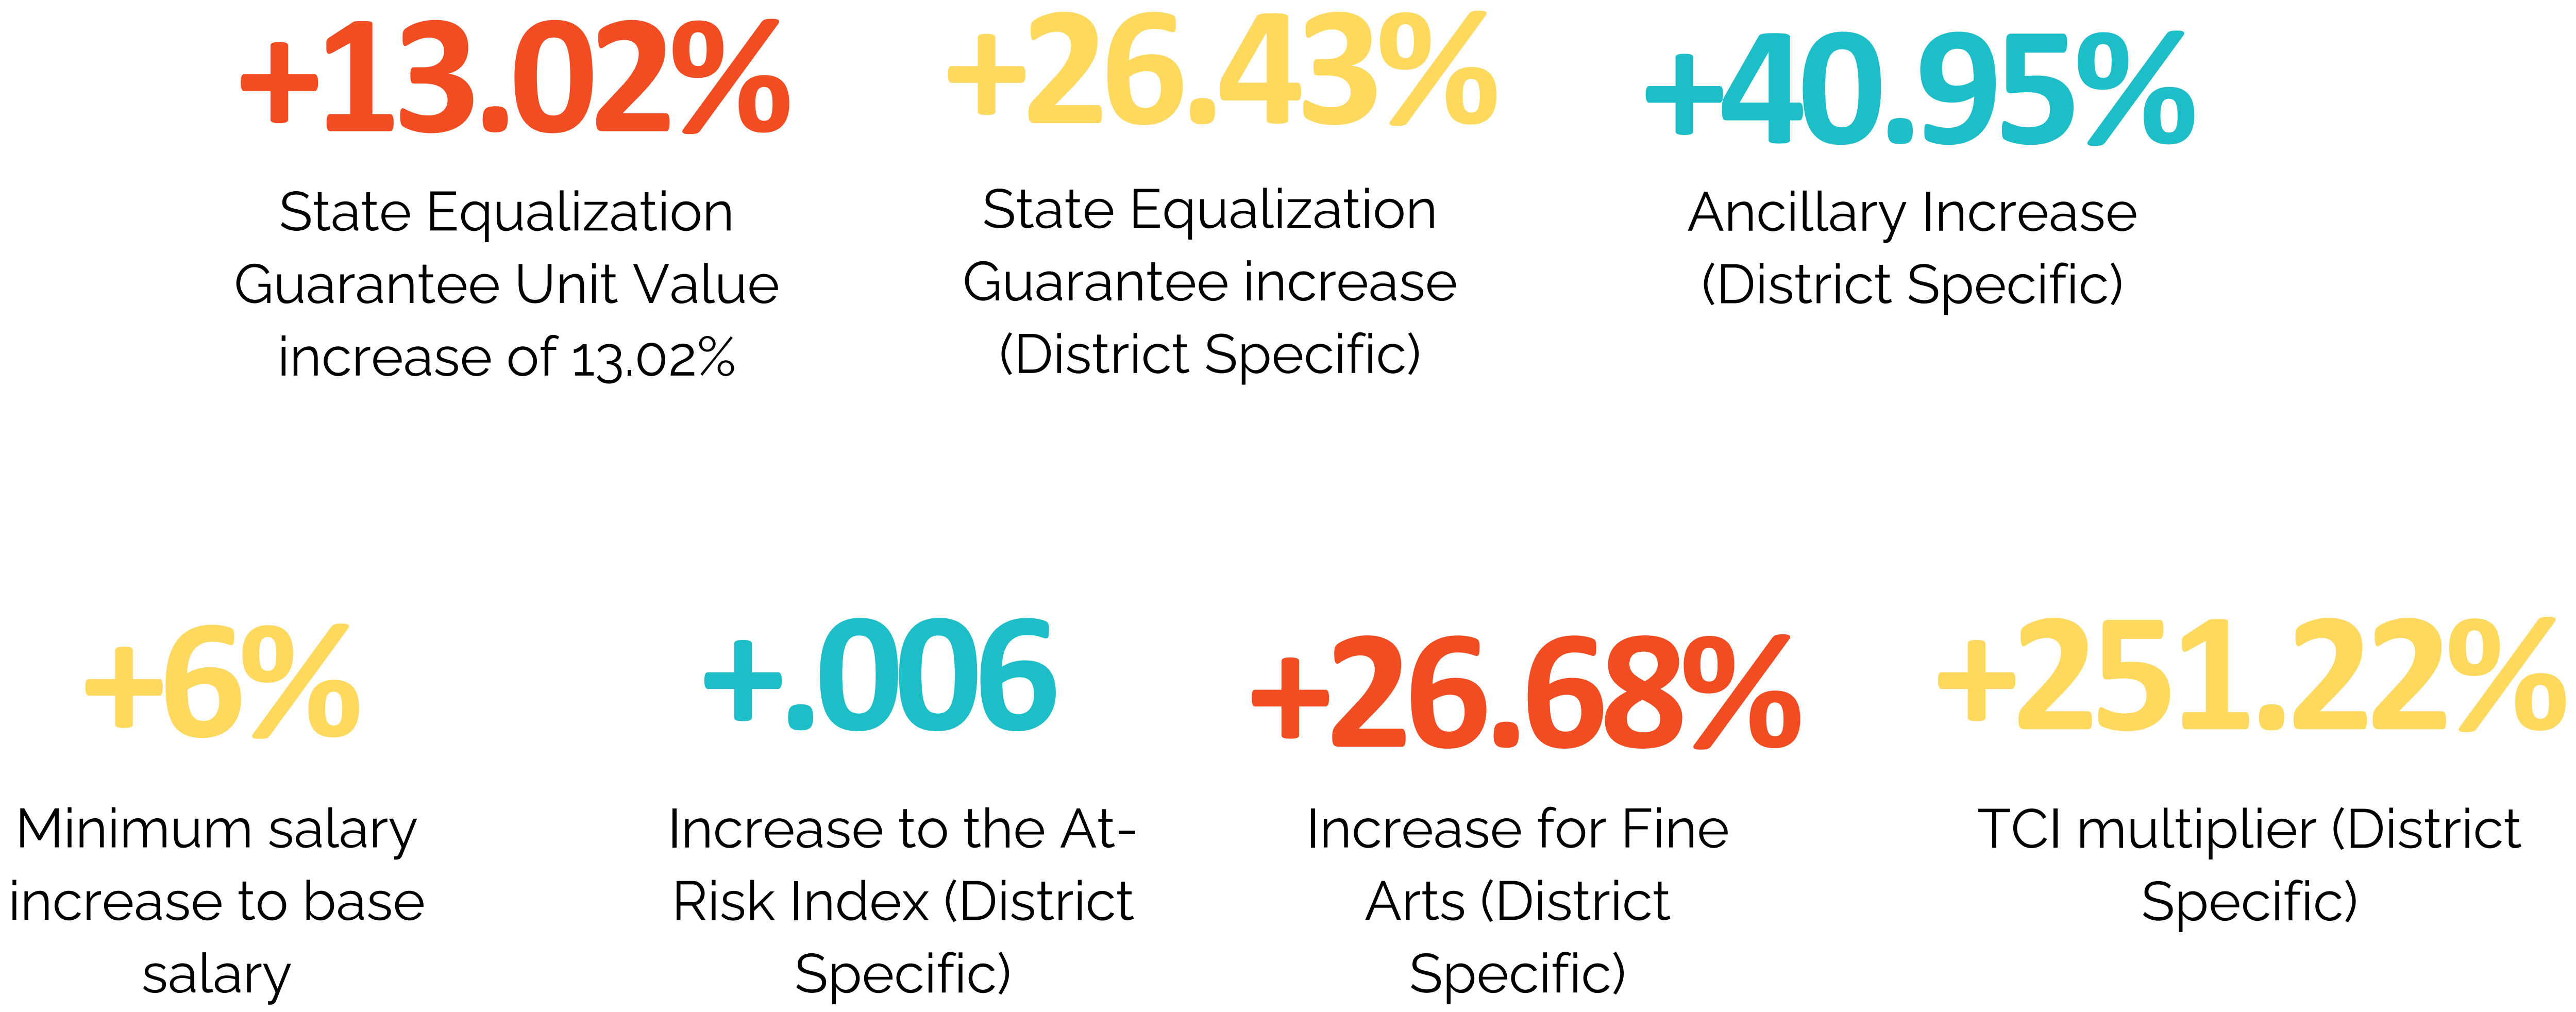 +13.02%
State Equalization
Guarantee Unit Value
increase of 13.02%
+26.43%
State Equalization
Guarantee increase
(District Specific)
+40.95%
Ancillary Increase
(District Specific)
+6%
Minimum salary
increase to base
salary
+.006
Increase to the At-
Risk Index (District
Specific)
+26.68%
Increase for Fine
Arts (District
Specific)
+251.22%
TCI multiplier (District
Specific)